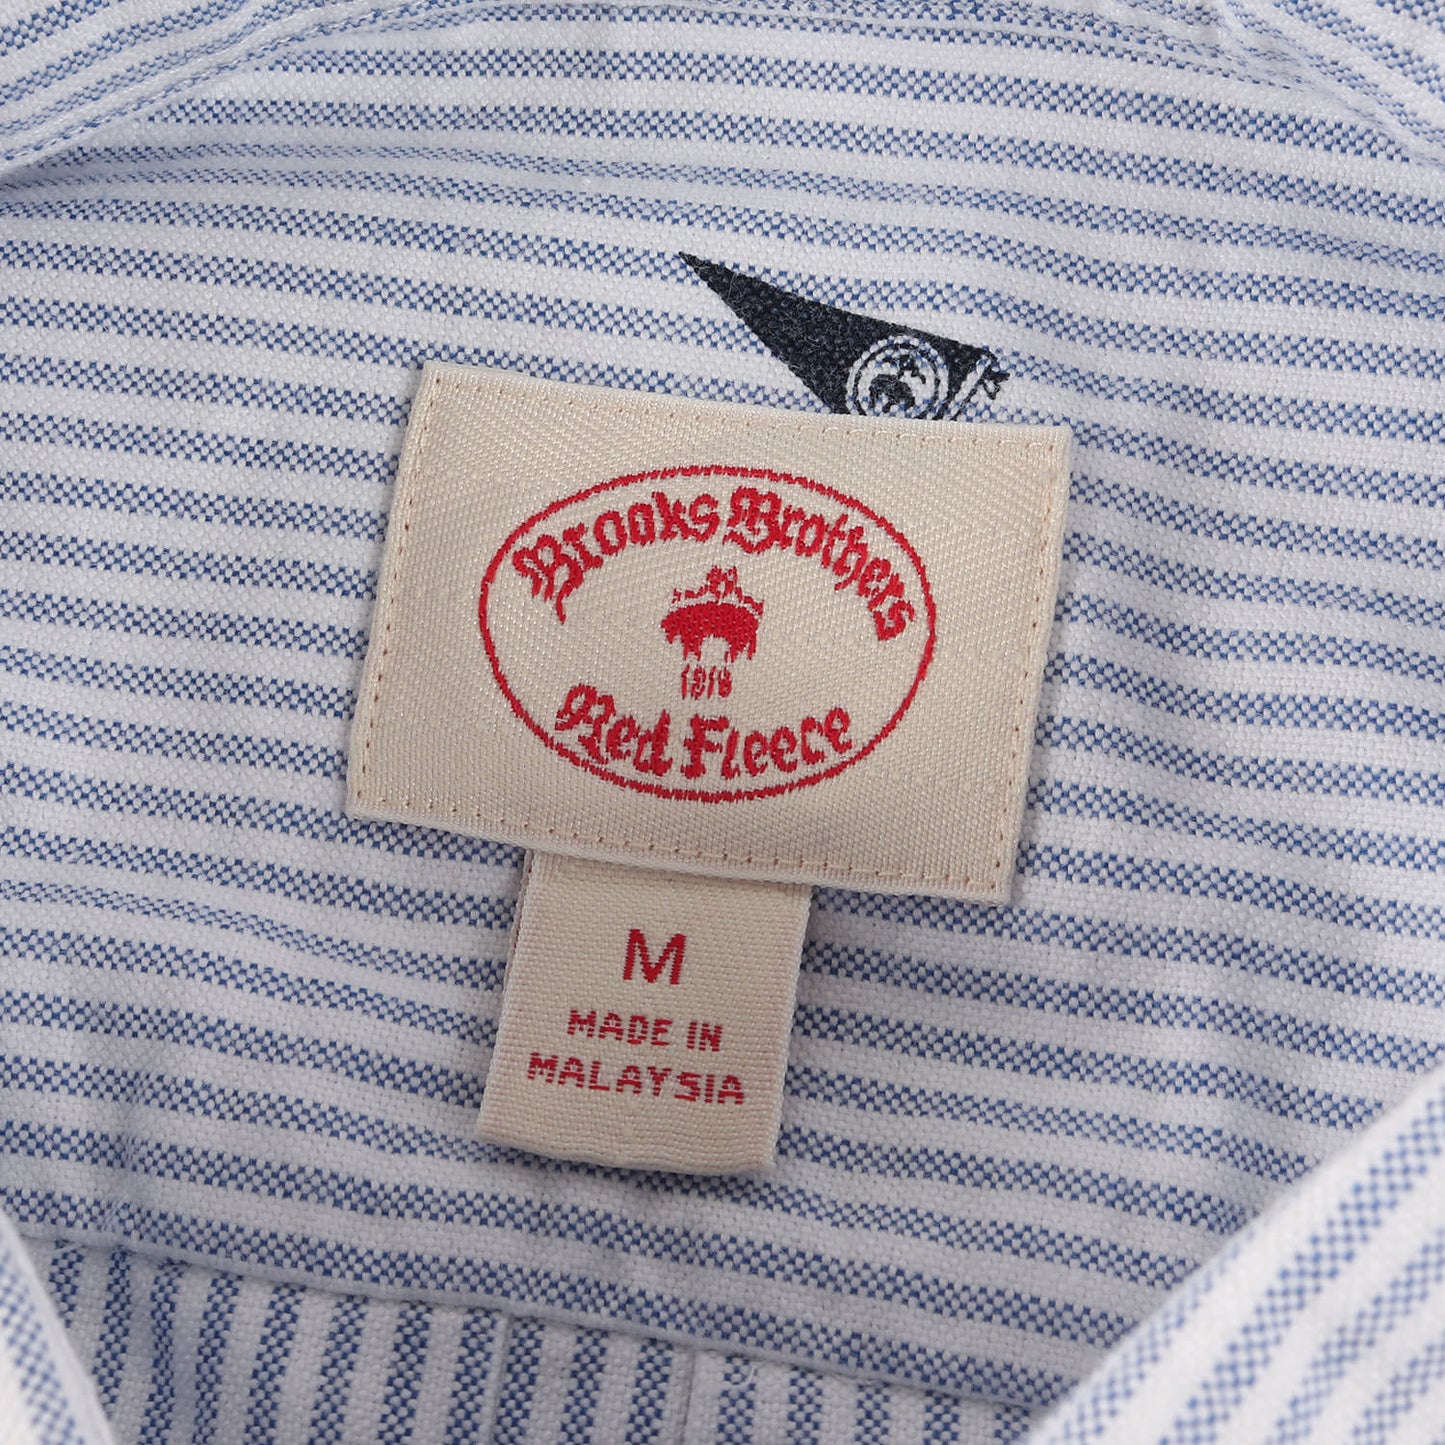 Brooks Brothers
1818
Red Fleece
M
MADE IN
MALAYSIA